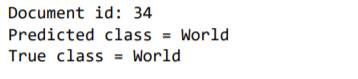 Document id: 34
Predicted class = World
True class = World